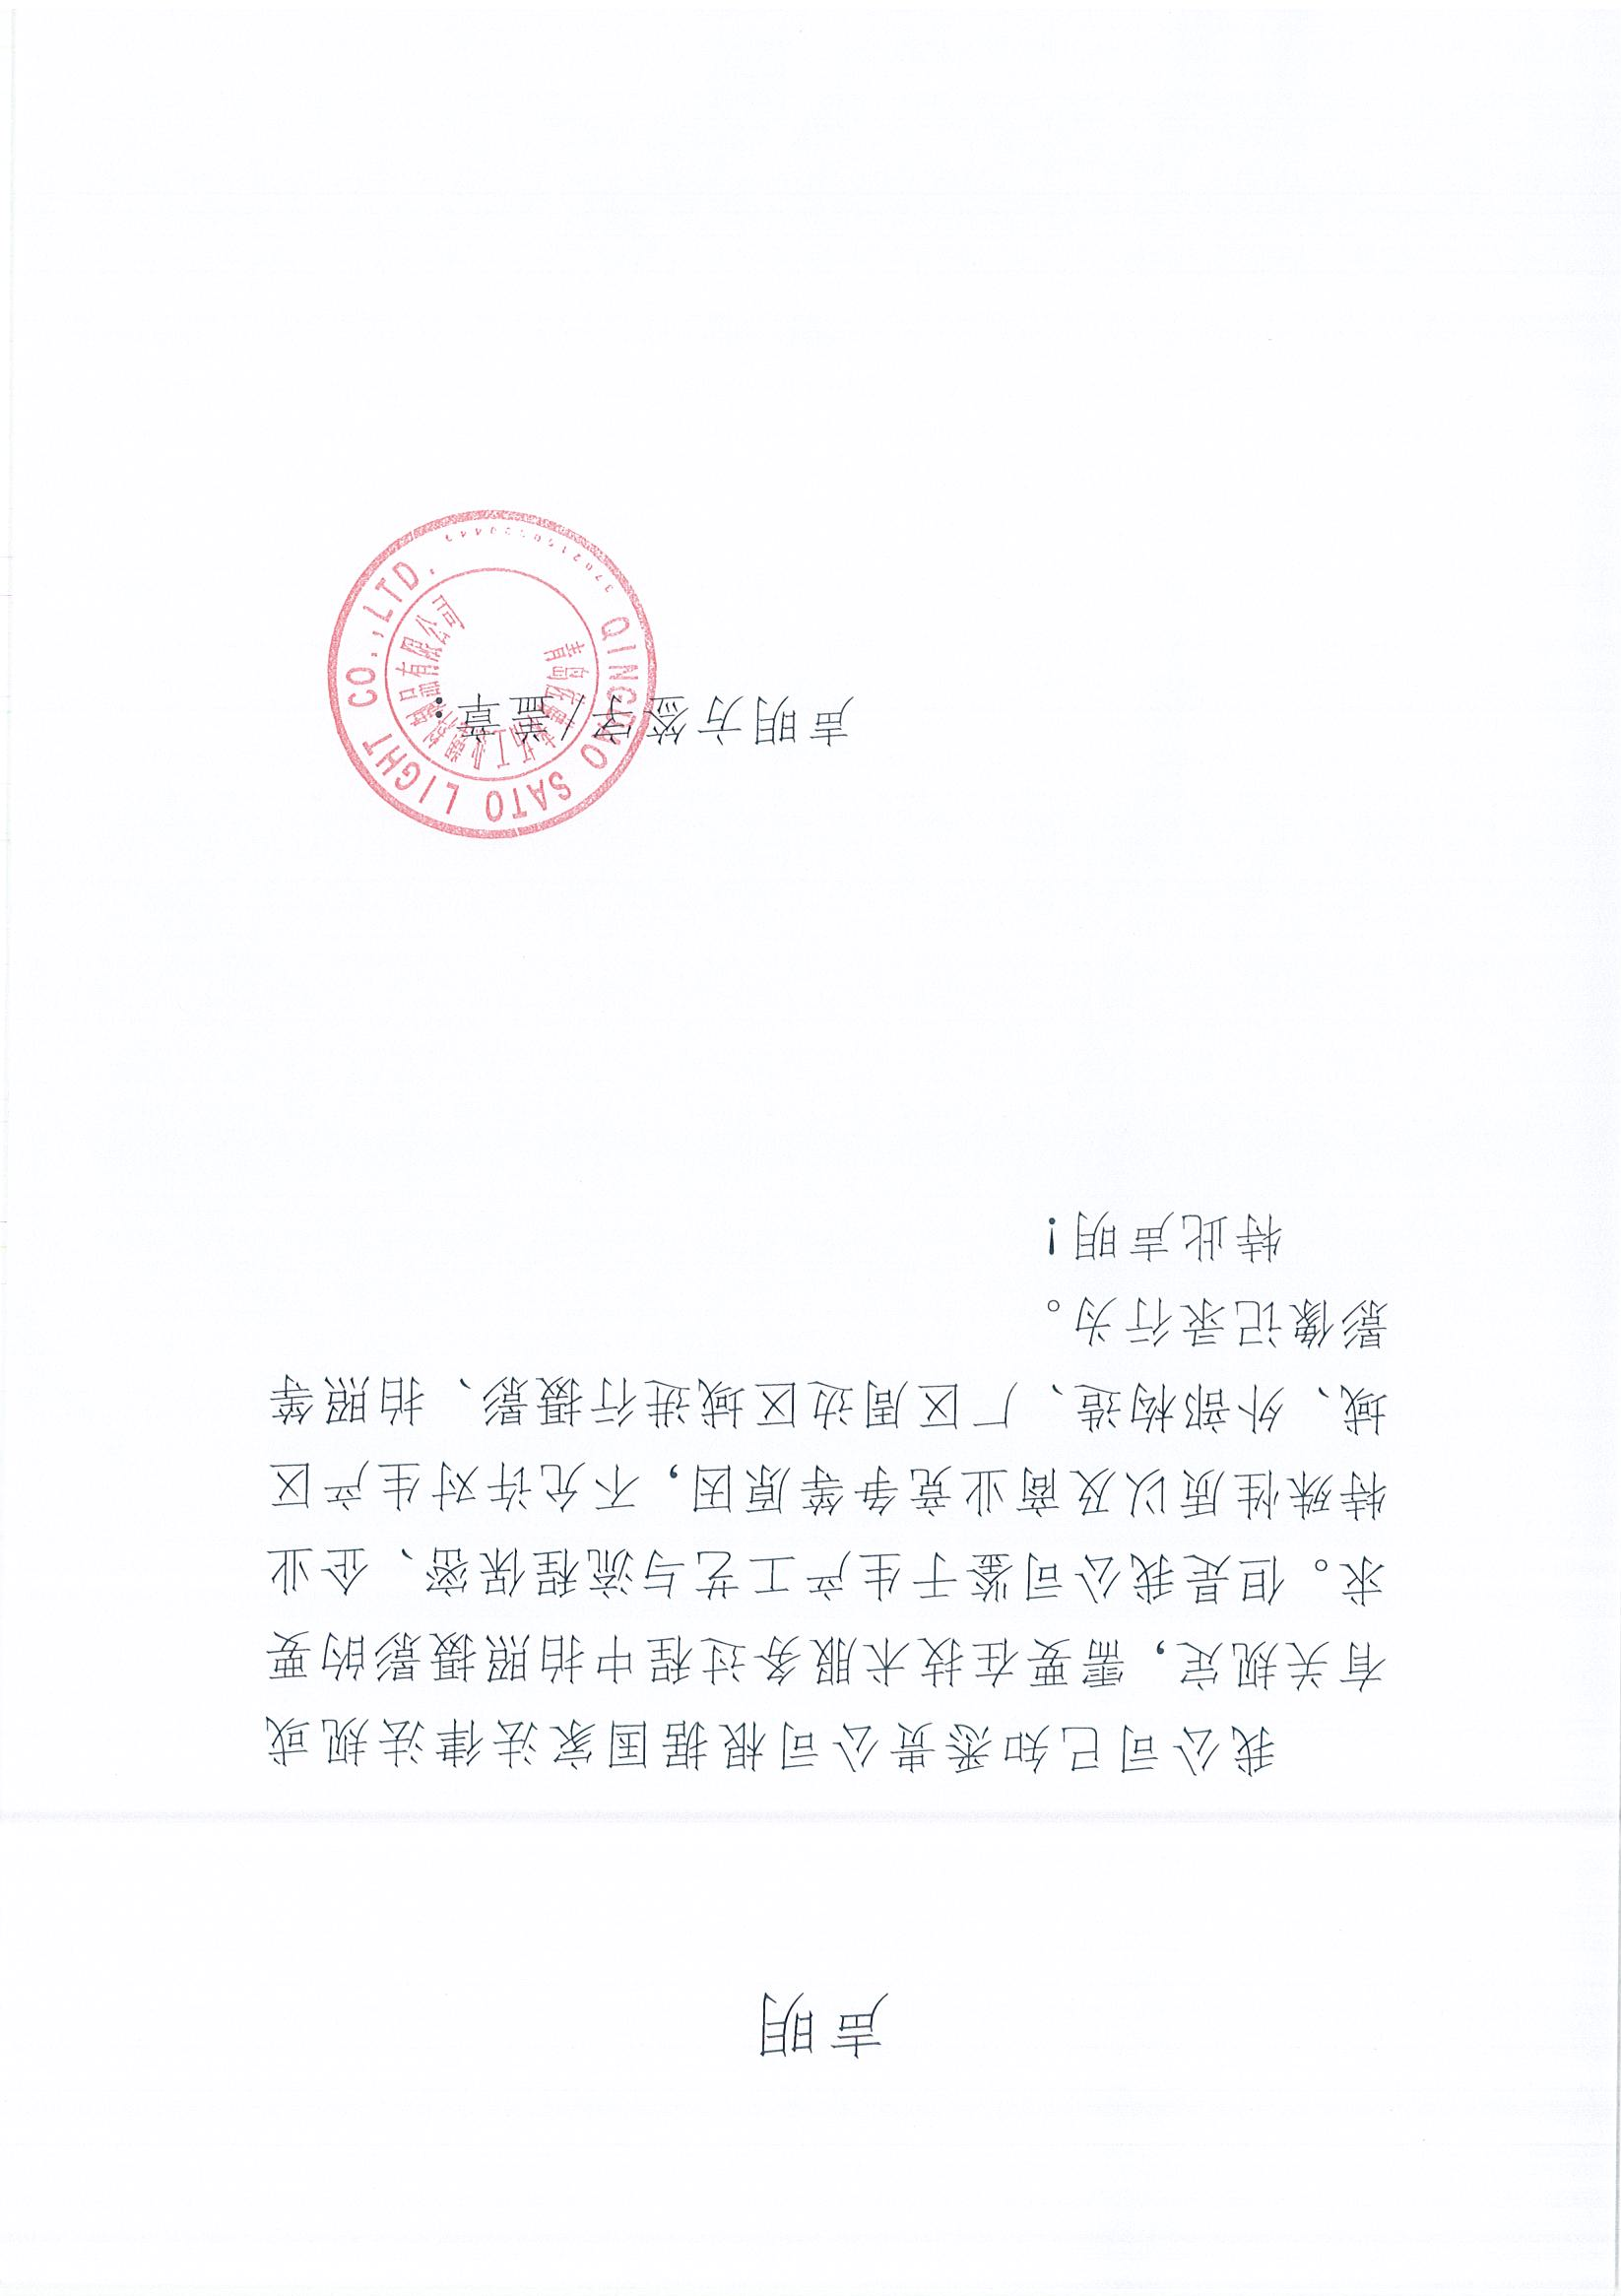 声明
我公司已知悉贵公司根据国家法律法规或
有关规定，需要在技术服务过程中拍照摄影的要
求。但是我公司鉴于生产工艺与流程保密、企业
特殊性质以及商业竞争等原因，不允许对生产区
域、外部构造、厂区周边区域进行摄影、拍照等
影像记录行为。
特此声明！
声明方签字/盖章：
QINGDAO SATO LIGHT CO.,LTD.